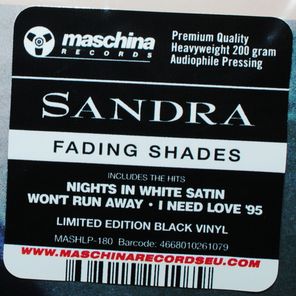 maschina
RECORDS
Premium Quality
Heavyweight 200 gram
Audiophile Pressing
SANDRA
FADING SHADES
INCLUDES THE HITS
NIGHTS IN WHITE SATIN
WON'T RUN AWAY • I NEED LOVE '95
LIMITED EDITION BLACK VINYL
MASHLP-180 Barcode: 4668010261079
WWW.MASCHINARECORDSEU.COM